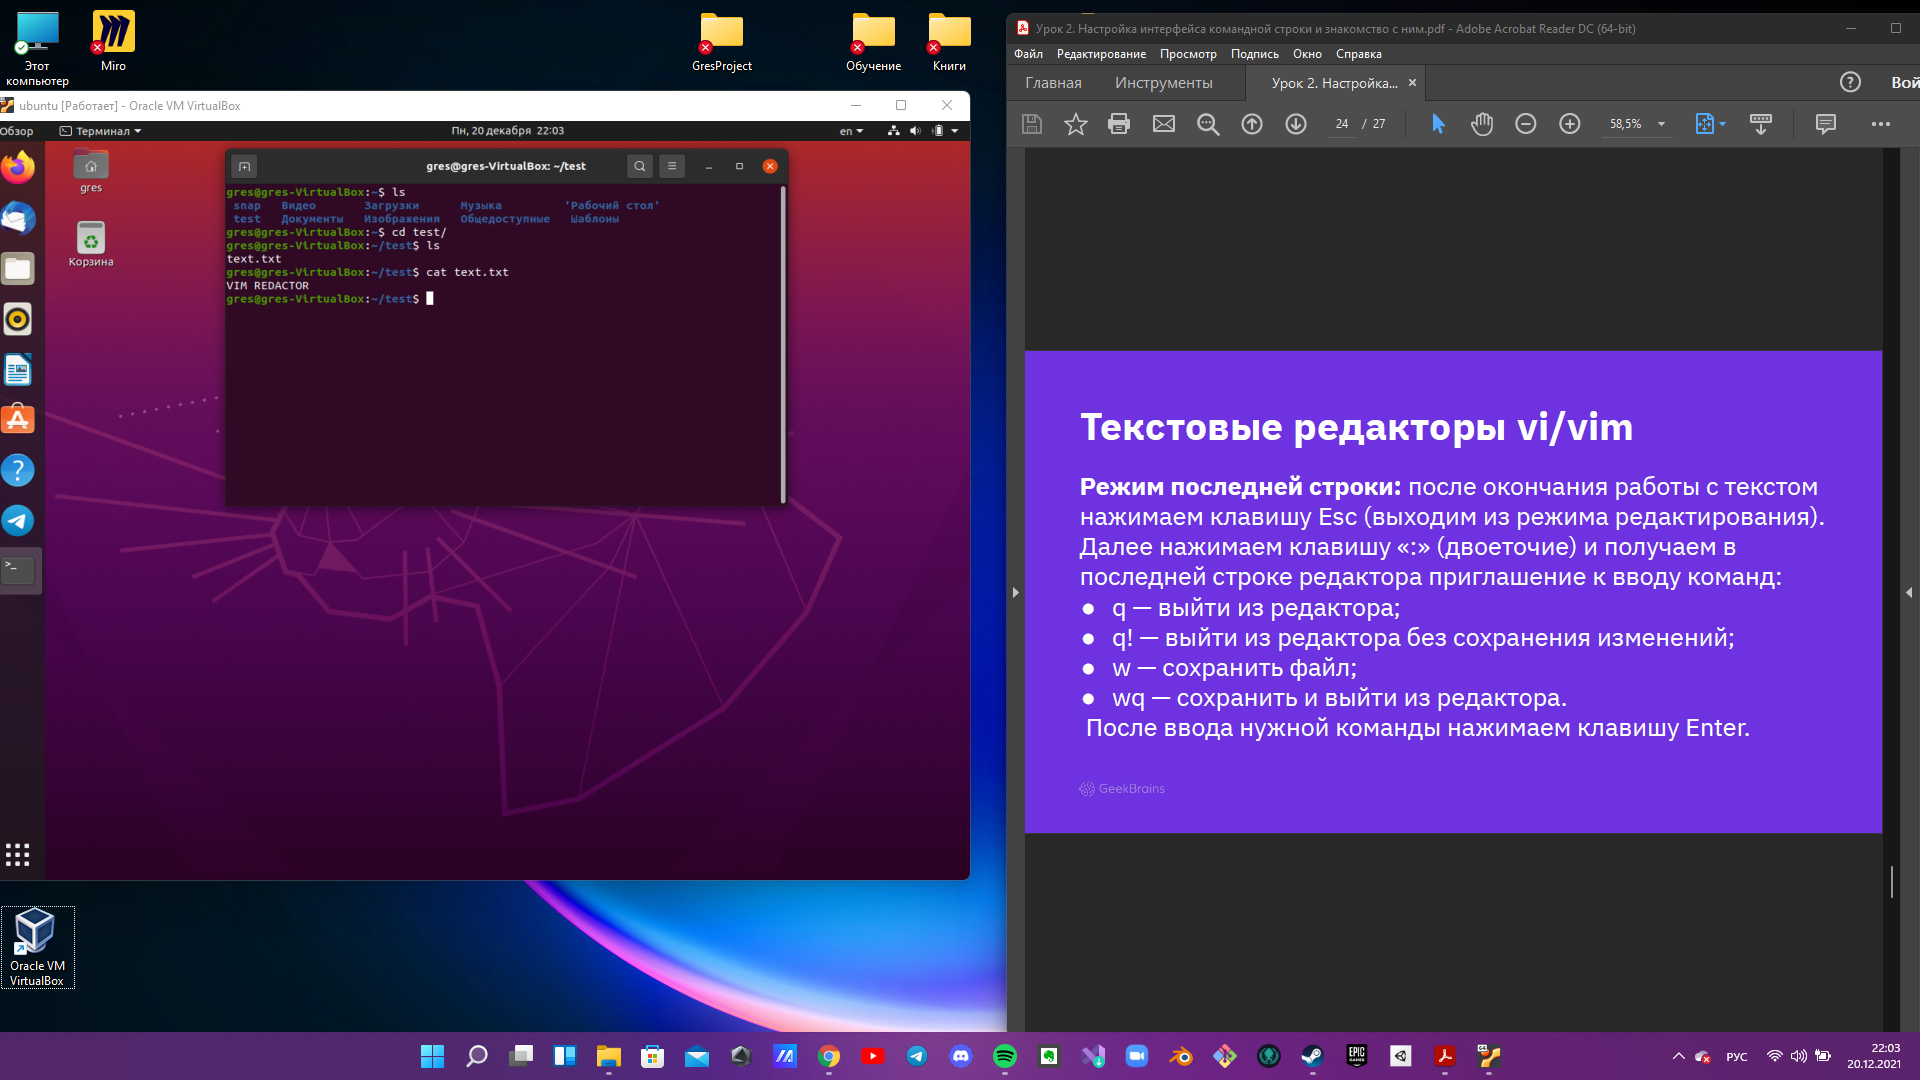 Этот
компьютер
Miro
GresProject
Обучение
Книги
ubuntu [Работает] - Oracle VM VirtualBox
Обзор
Терминал
Пн, 20 декабря 22:03
en
gres
Корзина
gres@gres-VirtualBox: ~/test
gres@gres-VirtualBox:~$ ls
snap Видео Загрузки Музыка 'Рабочий стол'
test Документы Изображения Общедоступные Шаблоны
gres@gres-VirtualBox:~$ cd test/
gres@gres-VirtualBox:~/test$ ls
text.txt
gres@gres-VirtualBox:~/test$ cat text.txt
VIM REDACTOR
gres@gres-VirtualBox:~/test$
Oracle VM
VirtualBox
Урок 2. Настройка интерфейса командной строки и знакомство с ним.pdf - Adobe Acrobat Reader DC (64-bit)
Файл Редактирование Просмотр Подпись Окно Справка
Главная Инструменты Урок 2. Настройка... Вой
24 / 27 58,5%
Текстовые редакторы vi/vim
Режим последней строки: после окончания работы с текстом
нажимаем клавишу Esc (выходим из режима редактирования).
Далее нажимаем клавишу «:» (двоеточие) и получаем в
последней строке редактора приглашение к вводу команд:
● q — выйти из редактора;
● q! — выйти из редактора без сохранения изменений;
● w — сохранить файл;
● wq — сохранить и выйти из редактора.
После ввода нужной команды нажимаем клавишу Enter.
GeekBrains
EPIC
GAMES
РУС
22:03
20.12.2021